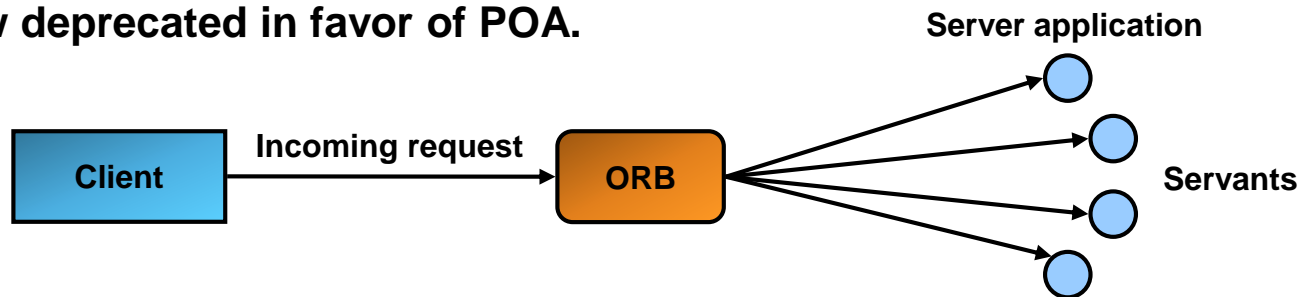 deprecated in favor of POA.
Server application
Incoming request
Client
ORB
Servants